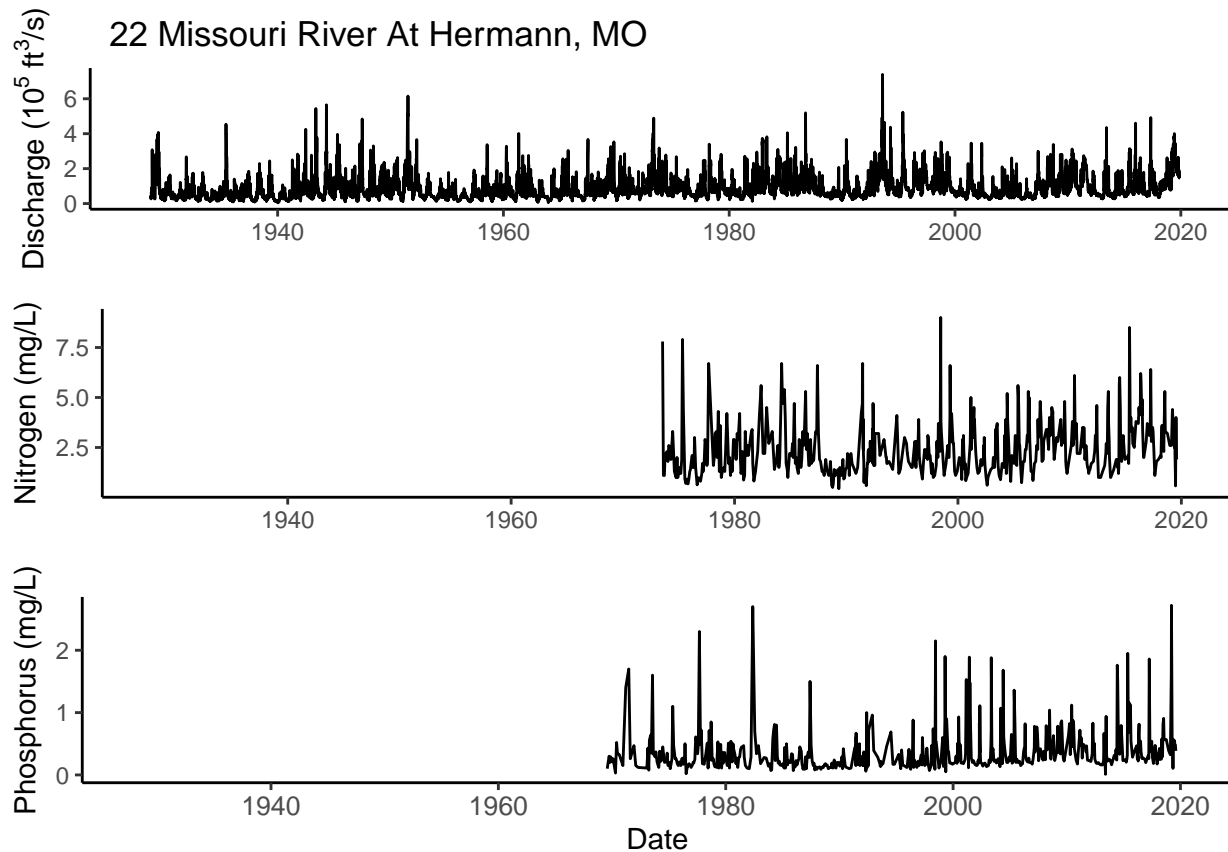 22 Missouri River At Hermann, MO
Discharge (10⁵ ft³/s)
6
4
2
0
1940 1960 1980 2000 2020
Nitrogen (mg/L)
7.5
5.0
2.5
1940 1960 1980 2000 2020
Phosphorus (mg/L)
2
1
0
1940 1960 1980 2000 2020
Date